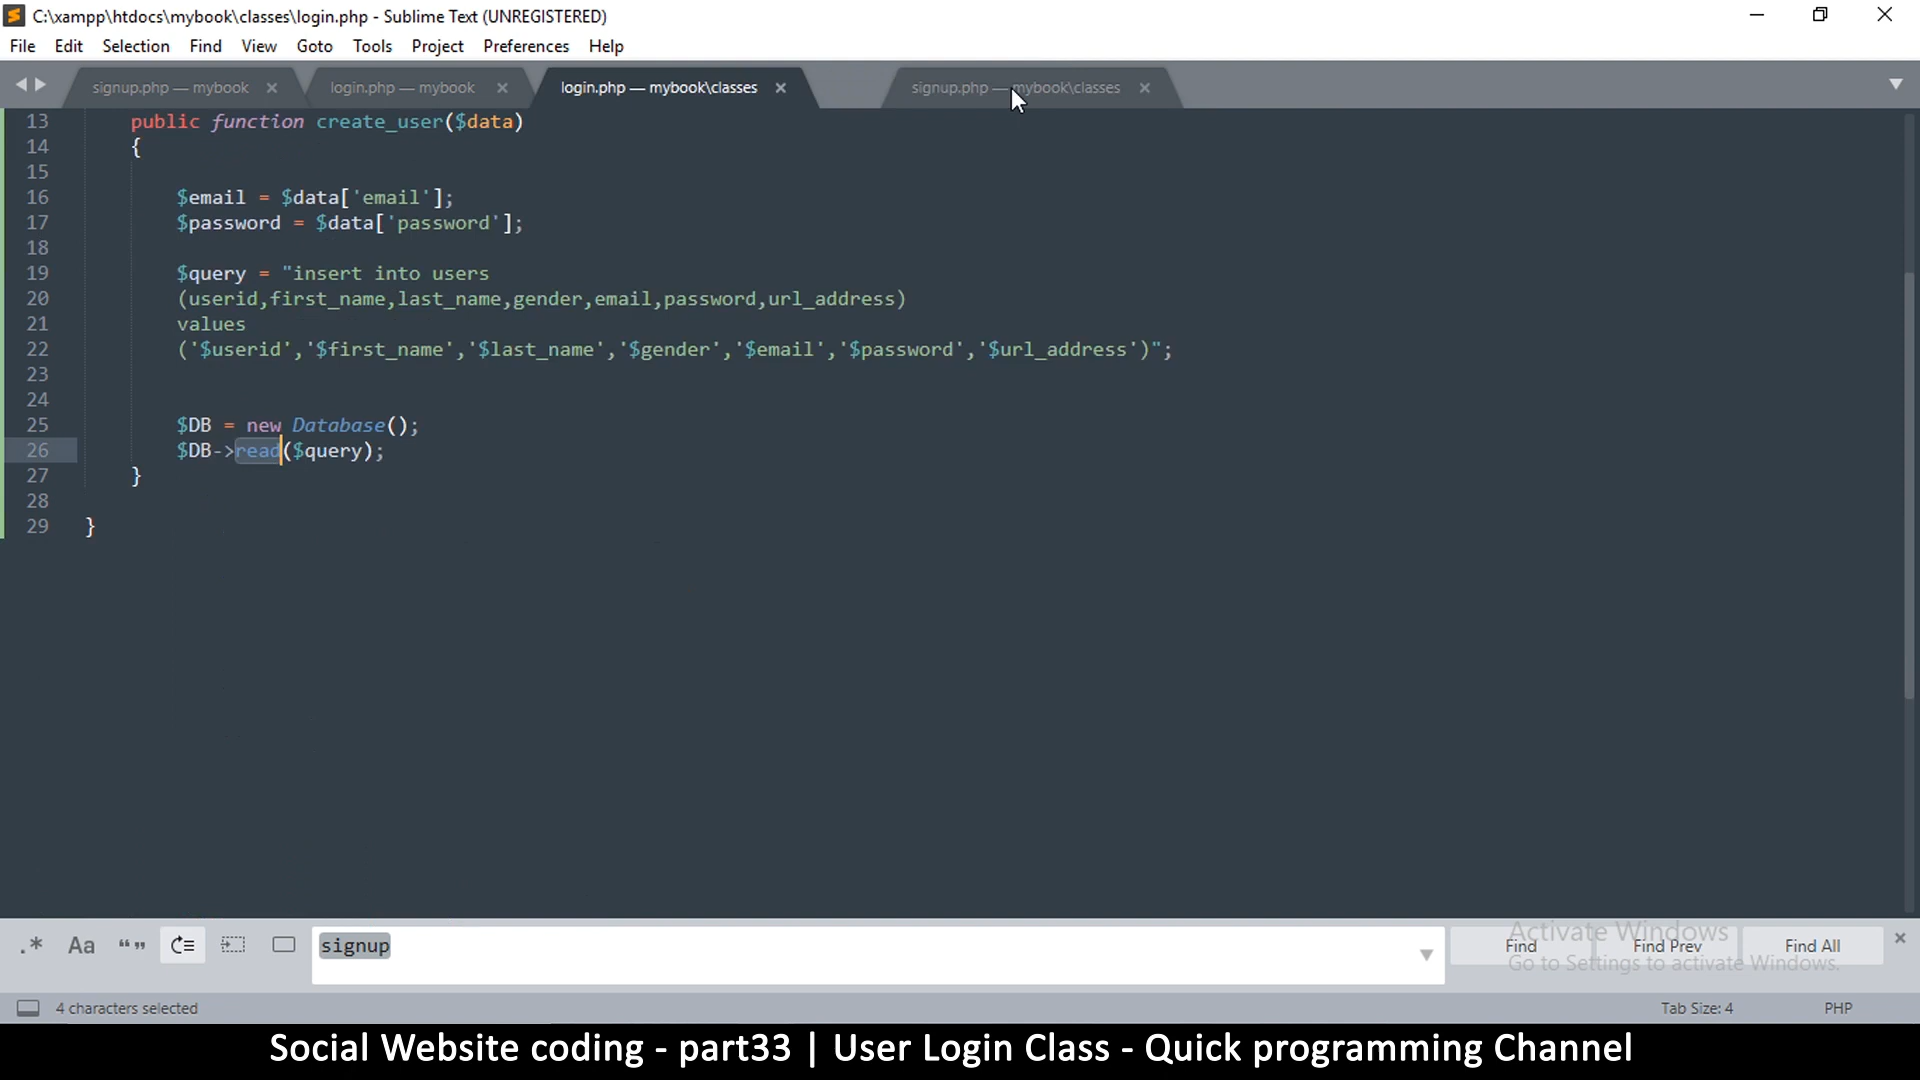 C:\xampp\htdocs\mybook\classes\login.php - Sublime Text (UNREGISTERED)
File Edit Selection Find View Goto Tools Project Preferences Help
signup.php — mybook login.php — mybook login.php — mybook\classes signup.php — mybook\classes
13 public function create_user($data)
14 {
15
16 $email = $data['email'];
17 $password = $data['password'];
18
19 $query = "insert into users
20 (userid,first_name,last_name,gender,email,password,url_address)
21 values
22 ('$userid','$first_name','$last_name','$gender','$email','$password','$url_address')";
23
24
25 $DB = new Database();
26 $DB->read($query);
27 }
28
29 }
.* Aa “” signup Find Find Prev Find All
Activate Windows
Go to Settings to activate Windows.
4 characters selected Tab Size: 4 PHP
Social Website coding - part33 | User Login Class - Quick programming Channel